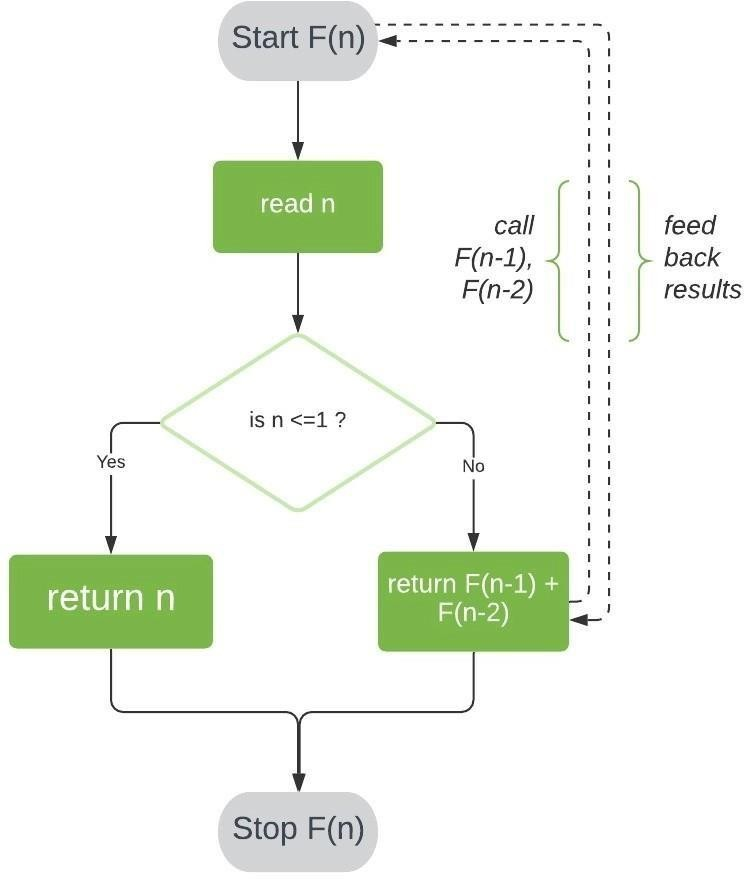 Start F(n)
read n
call
F(n-1),
F(n-2)
feed
back
results
is n <=1 ?
Yes
No
return n
return F(n-1) +
F(n-2)
Stop F(n)